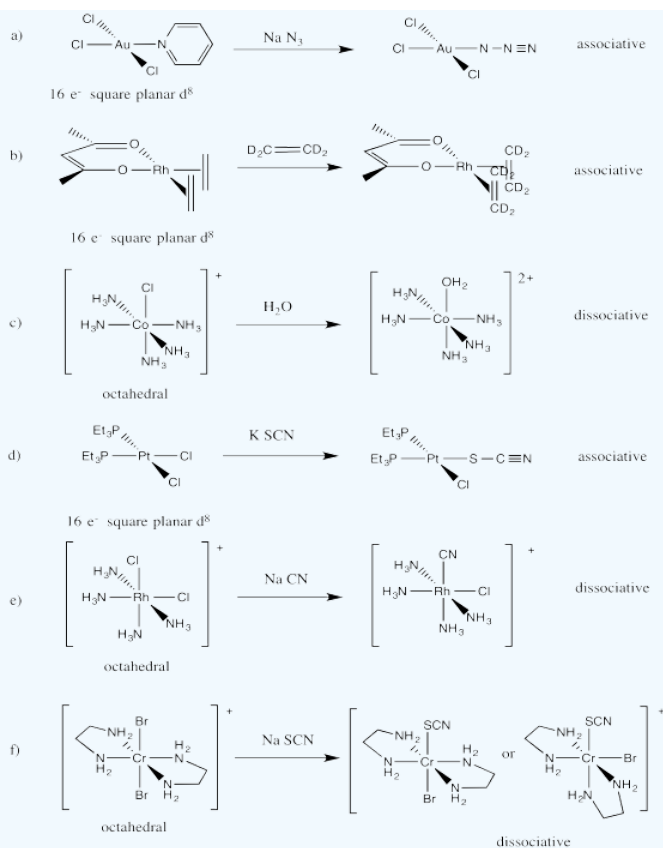 a)
Cl
Cl Au N
Cl
16 e⁻ square planar d⁸
Na N₃
Cl
Cl Au N N ≡ N
Cl
associative
b)
O
O Rh
16 e⁻ square planar d⁸
D₂C CD₂
O
O Rh
CD₂
CD₂
CD₂
CD₂
associative
c)
Cl
H₃N
H₃N Co NH₃
NH₃
NH₃
+
octahedral
H₂O
OH₂
H₃N
H₃N Co NH₃
NH₃
NH₃
2+
dissociative
d)
Et₃P
Et₃P Pt Cl
Cl
16 e⁻ square planar d⁸
K SCN
Et₃P
Et₃P Pt S C≡N
Cl
associative
e)
Cl
H₃N
H₃N Rh Cl
NH₃
H₃N
+
octahedral
Na CN
CN
H₃N
H₃N Rh Cl
NH₃
NH₃
+
dissociative
f)
Br
NH₂
N H₂ Cr H₂ N
N H₂
Br
+
octahedral
Na SCN
SCN
NH₂
N H₂ Cr H₂ N
N H₂
Br
or
SCN
NH₂
N H₂ Cr Br
NH₂
H₂N
+
dissociative